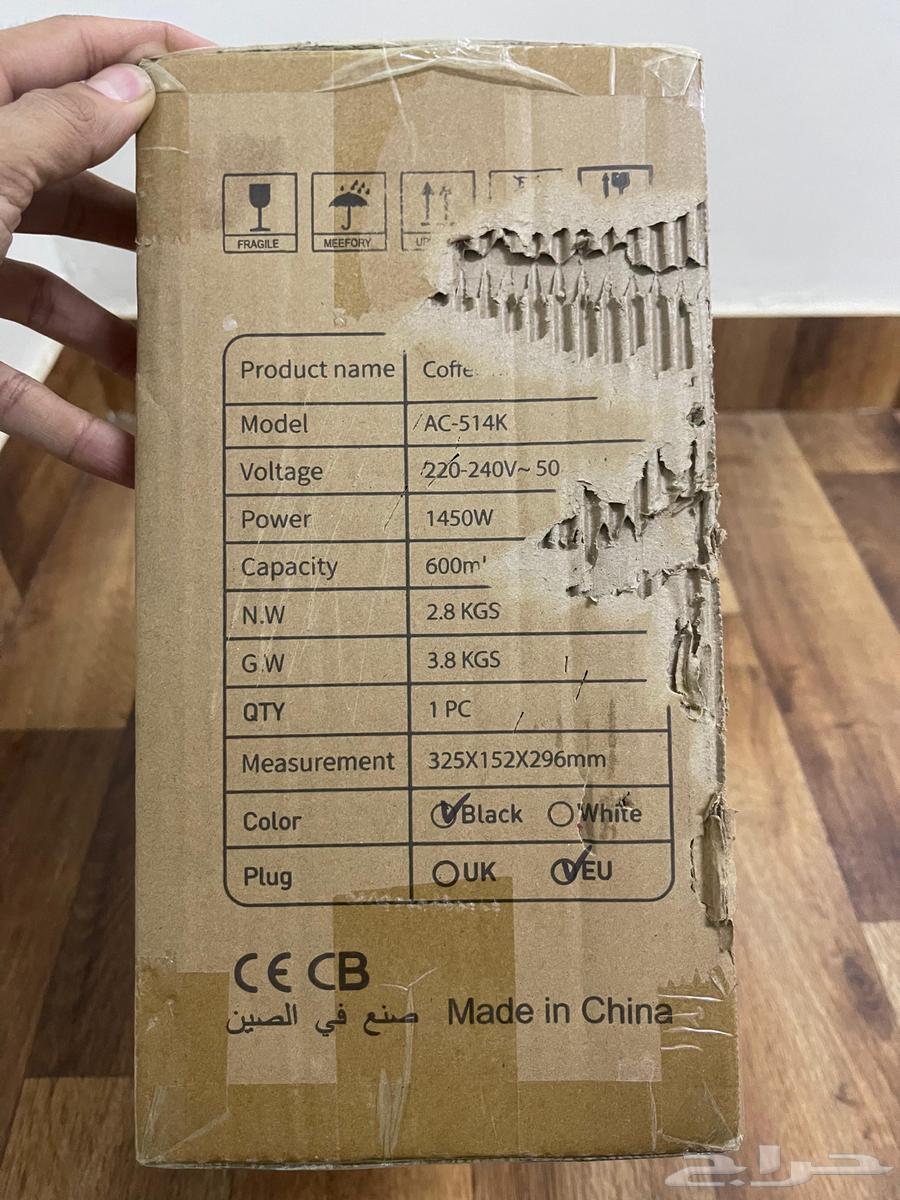 FRAGILE MEEFORY
Product name
Model AC-514K
Voltage 220-240V~ 50
Power 1450W
Capacity 600m
N.W 2.8 KGS
G.W 3.8 KGS
QTY 1 PC
Measurement 325X152X296mm
Color Black White
Plug UK EU
CE CB
صنع في الصين Made in China
حراج